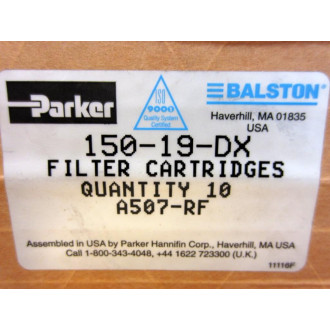 Parker
ISO
9000
Quality System
Certified
BALSTON®
Haverhill, MA 01835
USA
150-19-DX
FILTER CARTRIDGES
QUANTITY 10
A507-RF
Assembled in USA by Parker Hannifin Corp., Haverhill, MA USA
Call 1-800-343-4048, +44 1622 723300 (U.K.)
11116F